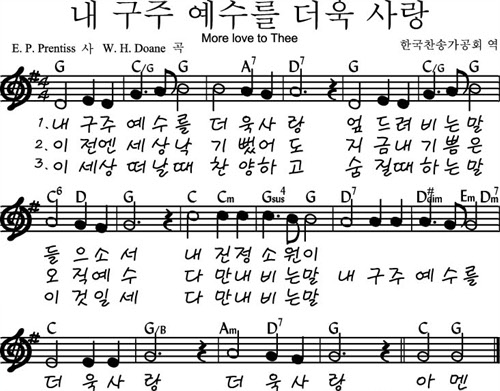 내 구주 예수를 더욱 사랑
More love to Thee
E. P. Prentiss 사 W. H. Doane 곡
한국찬송가공회 역
G C C/G G A7 D7 G C C/G G
1. 내 구주 예수를 더 욱사 랑 엎 드려 비 는말
2. 이 전엔 세상낙 기 뻤어 도 지 금내 기 쁨은
3. 이 세상 떠날때 찬 양하 고 숨 질때 하 는말
C6 D G C Cm Gsus4 G D7 D#dim Em Dm7
들 으소 서 내 진정 소 원이
오 직예 수 다 만내 비 는말 내 구주 예 수를
이 것일 세 다 만내 비 는말
C G/B Am D7 G C G
더 욱사 랑 더 욱사 랑 아 멘